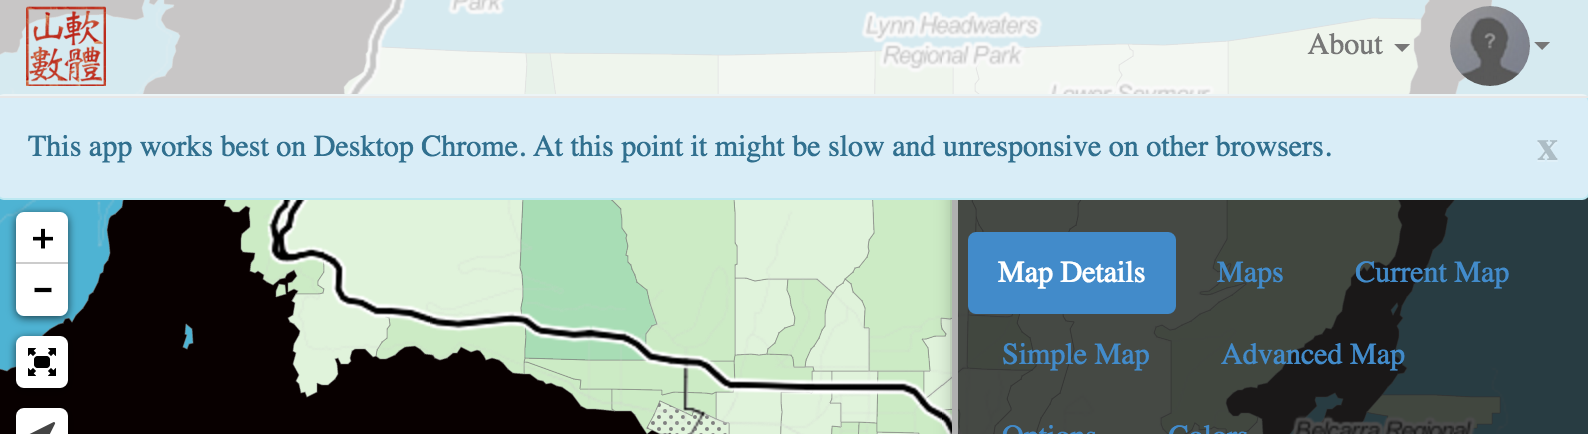 山軟
數體
Park
Lynn Headwaters
Regional Park
Lower Seymour
About
?
This app works best on Desktop Chrome. At this point it might be slow and unresponsive on other browsers.
x
+
−
Map Details
Maps
Current Map
Simple Map
Advanced Map
Options
Colors
Belcarra Regional